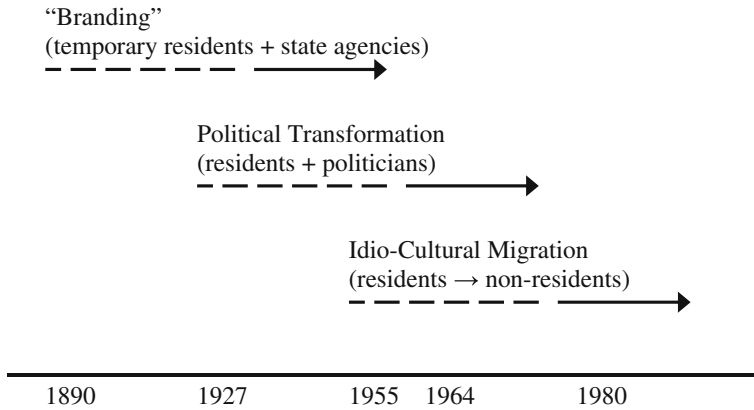 “Branding”
(temporary residents + state agencies)
Political Transformation
(residents + politicians)
Idio-Cultural Migration
(residents → non-residents)
1890 1927 1955 1964 1980